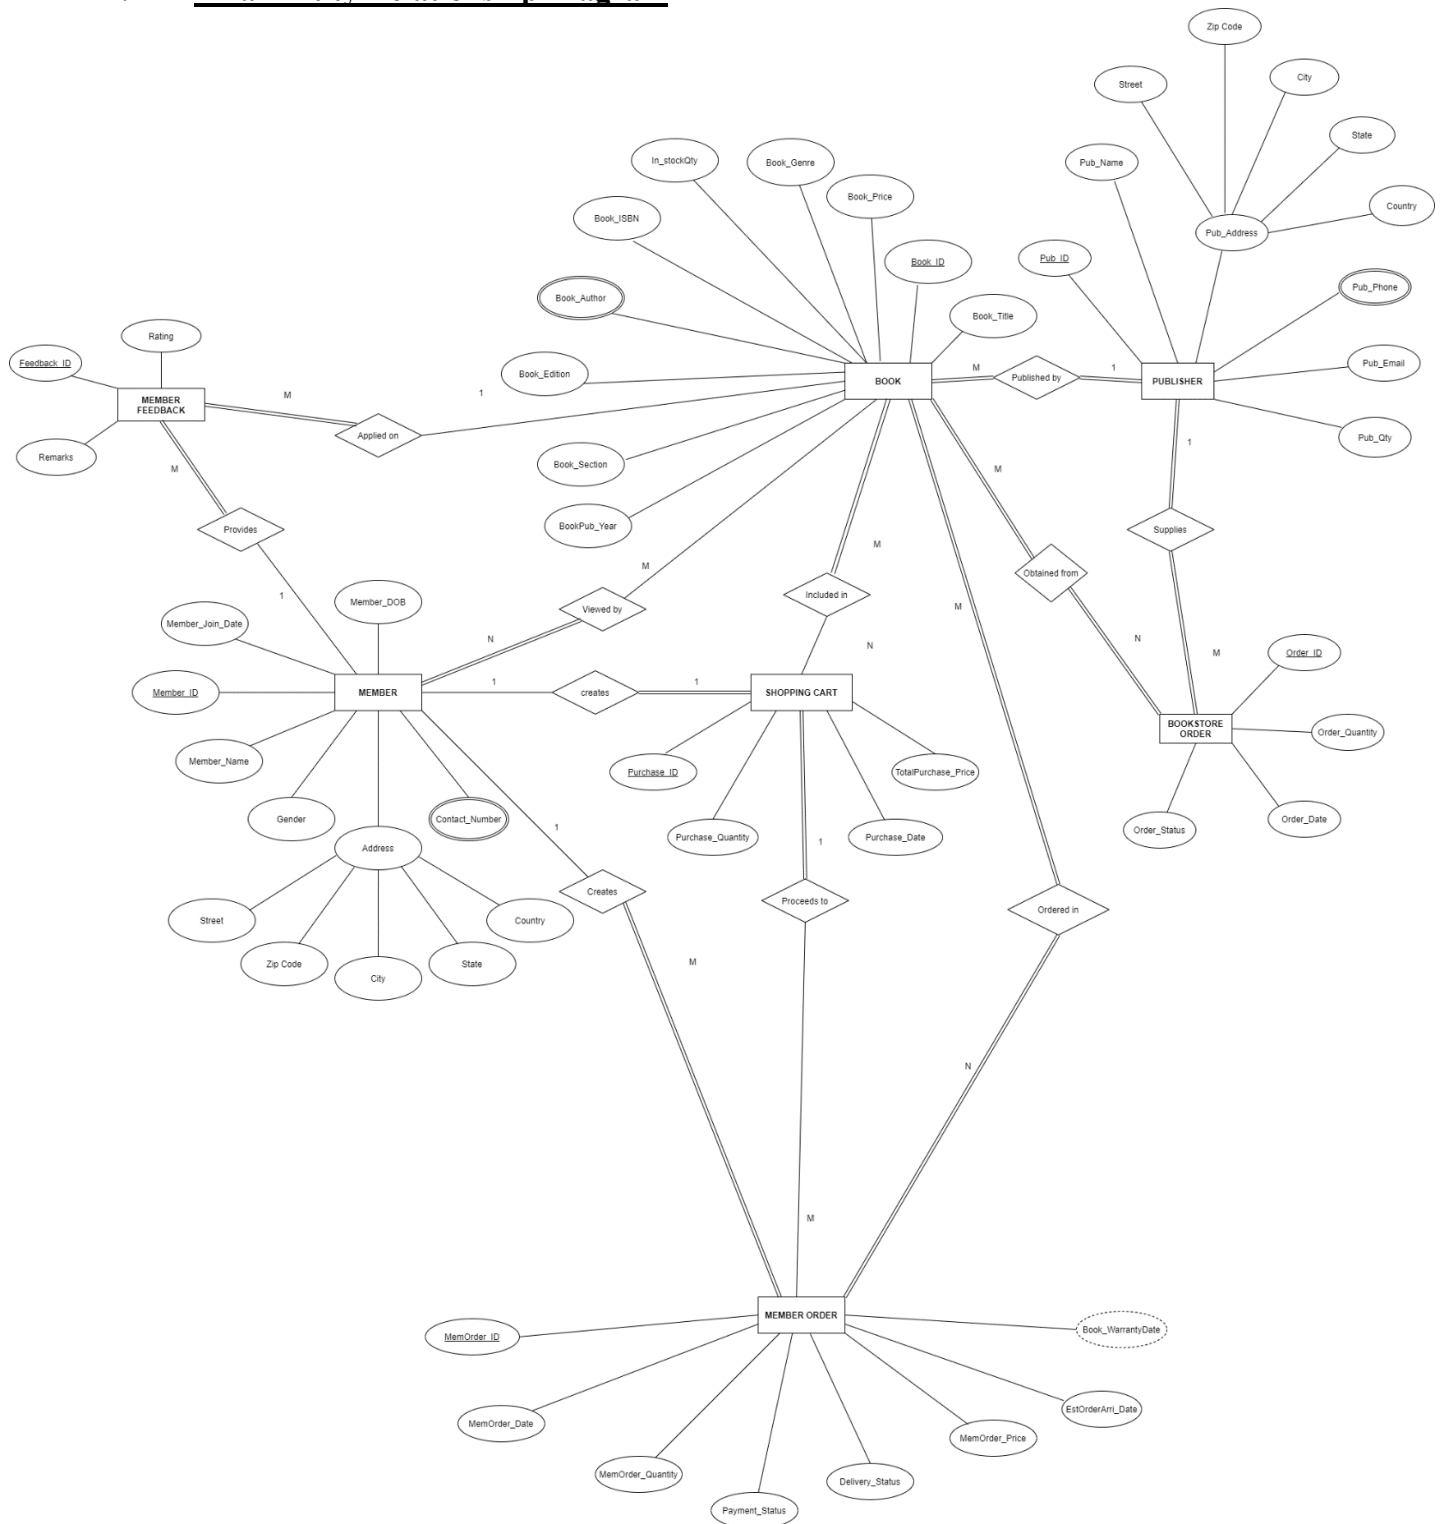 Zip Code
Street
City
State
Country
Pub_Name
Pub_Address
Pub_ID
Pub_Phone
Pub_Email
Pub_Qty
In_stockQty
Book_Genre
Book_Price
Book_ISBN
Book_ID
Book_Author
Book_Title
Book_Edition
Book_Section
BookPub_Year
BOOK
M
Published by
1
PUBLISHER
Rating
Feedback_ID
MEMBER
FEEDBACK
Remarks
M
Applied on
1
M
Provides
1
M
Viewed by
N
M
Included in
N
M
Obtained from
N
1
Supplies
M
Member_DOB
Member_Join_Date
Member_ID
MEMBER
Member_Name
Gender
Contact_Number
Address
Street
Zip Code
City
State
Country
1
creates
1
SHOPPING CART
Purchase_ID
TotalPurchase_Price
Purchase_Quantity
Purchase_Date
Order_ID
BOOKSTORE
ORDER
Order_Quantity
Order_Status
Order_Date
1
Creates
M
1
Proceeds to
M
M
Ordered in
N
MEMBER ORDER
MemOrder_ID
Book_WarrantyDate
MemOrder_Date
EstOrderArri_Date
MemOrder_Quantity
MemOrder_Price
Payment_Status
Delivery_Status